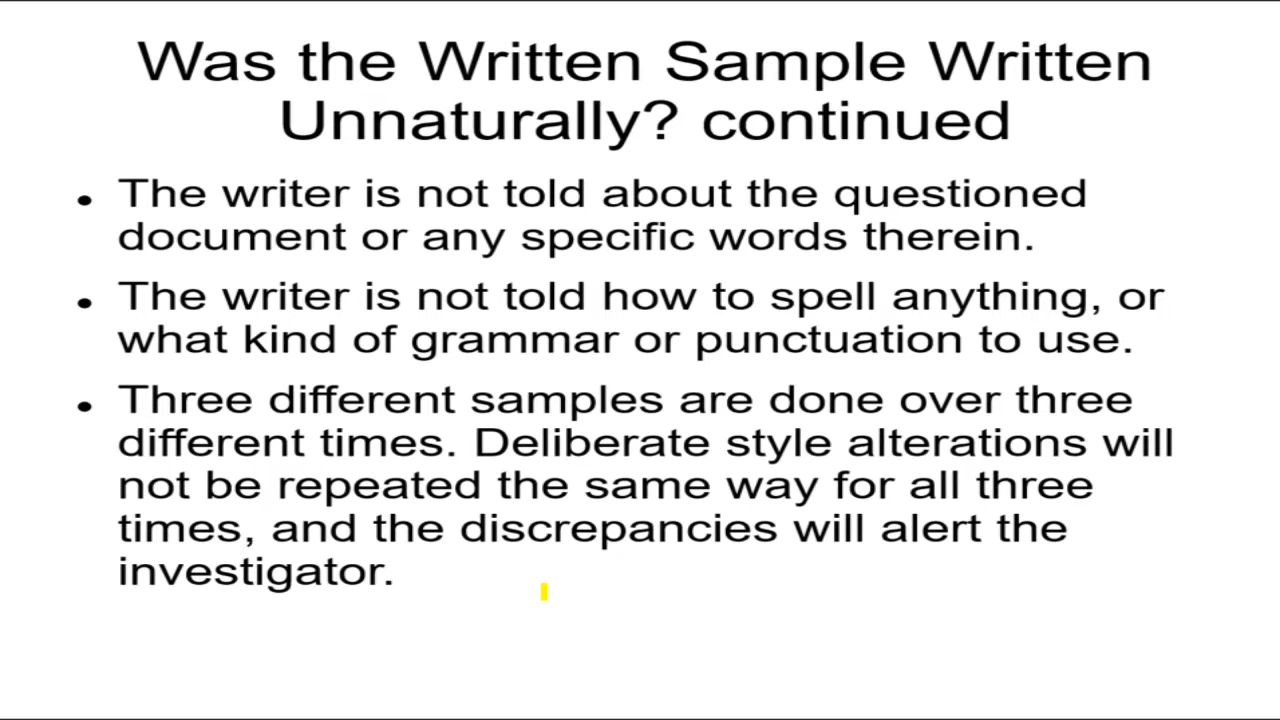 Was the Written Sample Written
Unnaturally? continued
• The writer is not told about the questioned
document or any specific words therein.
• The writer is not told how to spell anything, or
what kind of grammar or punctuation to use.
• Three different samples are done over three
different times. Deliberate style alterations will
not be repeated the same way for all three
times, and the discrepancies will alert the
investigator.